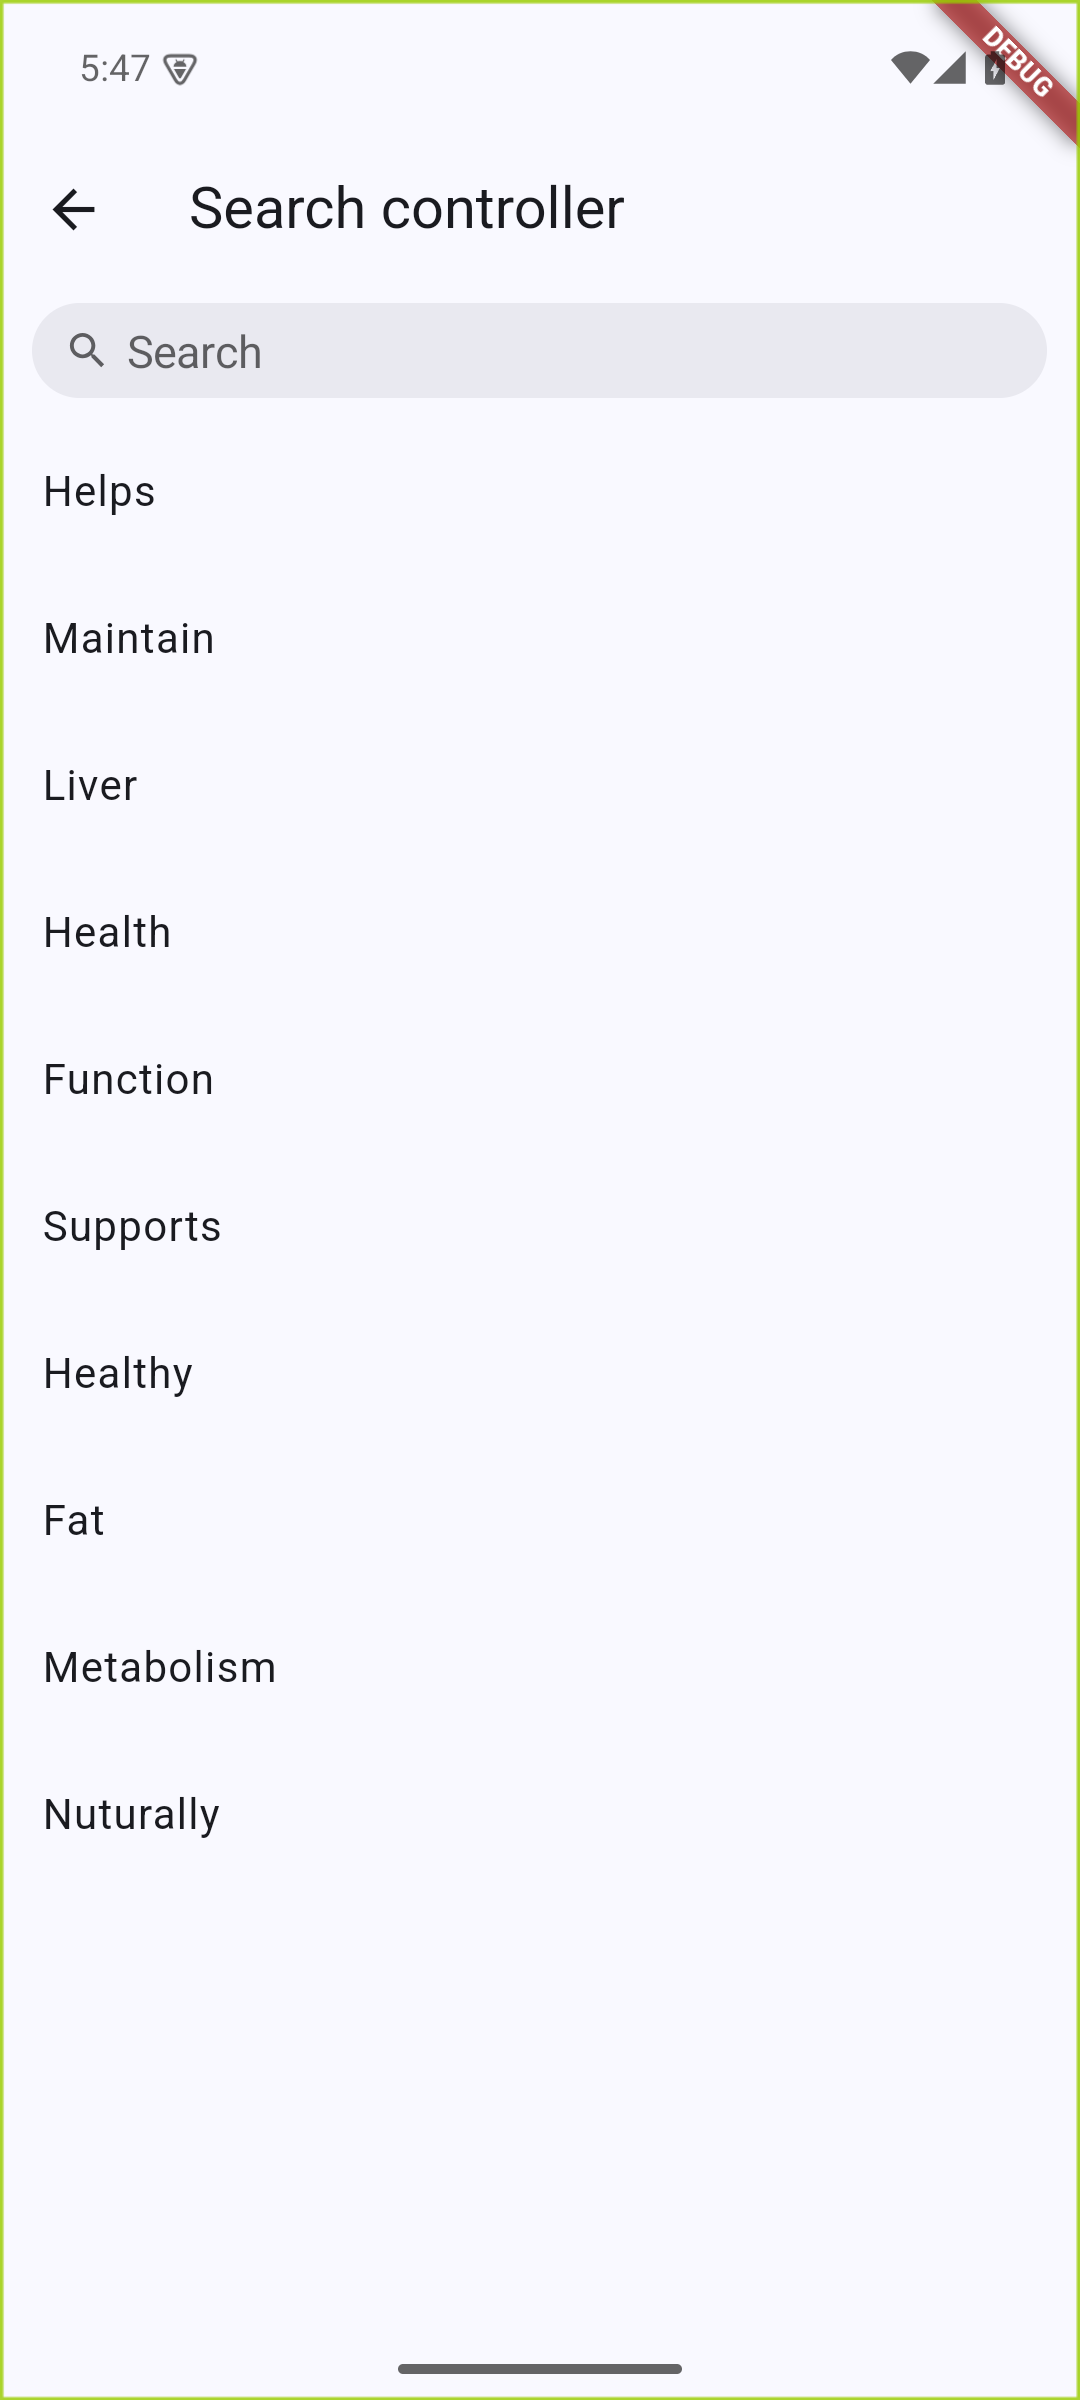 5:47
DEBUG
Search controller
Search
Helps
Maintain
Liver
Health
Function
Supports
Healthy
Fat
Metabolism
Nuturally